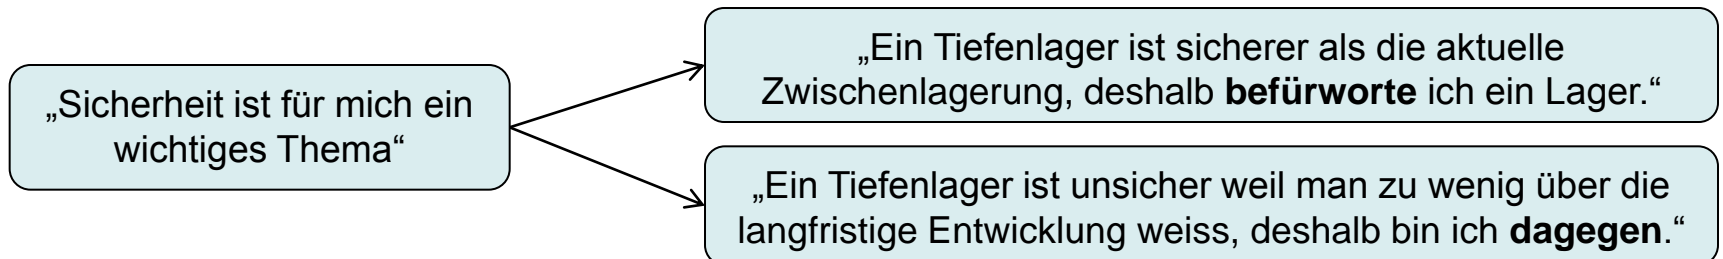 „Sicherheit ist für mich ein
wichtiges Thema“
„Ein Tiefenlager ist sicherer als die aktuelle
Zwischenlagerung, deshalb befürworte ich ein Lager.“
„Ein Tiefenlager ist unsicher weil man zu wenig über die
langfristige Entwicklung weiss, deshalb bin ich dagegen.“